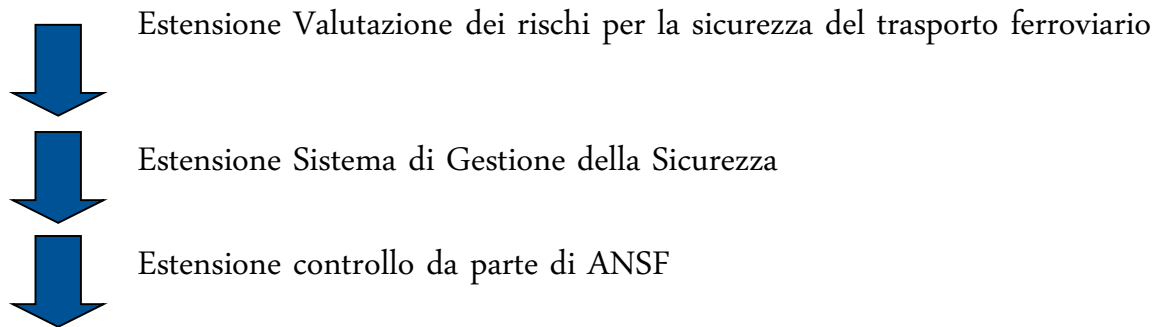 Estensione Valutazione dei rischi per la sicurezza del trasporto ferroviario
Estensione Sistema di Gestione della Sicurezza
Estensione controllo da parte di ANSF